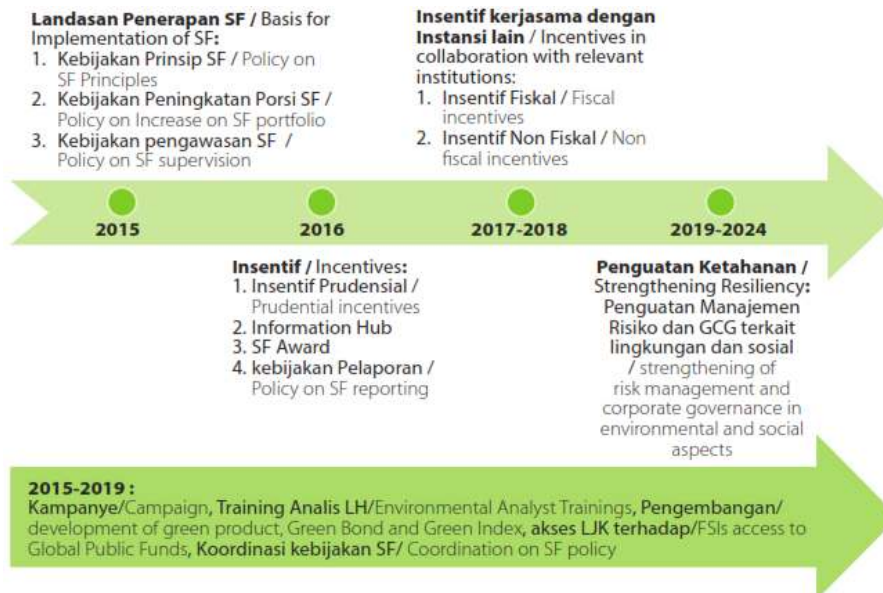 Landasan Penerapan SF / Basis for
Implementation of SF:
1. Kebijakan Prinsip SF / Policy on
SF Principles
2. Kebijakan Peningkatan Porsi SF /
Policy on Increase on SF portfolio
3. Kebijakan pengawasan SF /
Policy on SF supervision
Insentif kerjasama dengan
Instansi lain / Incentives in
collaboration with relevant
institutions:
1. Insentif Fiskal / Fiscal
incentives
2. Insentif Non Fiskal / Non
fiscal incentives
2015
2016
2017-2018
2019-2024
Insentif / Incentives:
1. Insentif Prudensial /
Prudential incentives
2. Information Hub
3. SF Award
4. kebijakan Pelaporan /
Policy on SF reporting
Penguatan Ketahanan /
Strengthening Resiliency:
Penguatan Manajemen
Risiko dan GCG terkait
lingkungan dan sosial
/ strengthening of
risk management and
corporate governance in
environmental and social
aspects
2015-2019 :
Kampanye/Campaign, Training Analis LH/Environmental Analyst Trainings, Pengembangan/
development of green product, Green Bond and Green Index, akses LJK terhadap/FSIs access to
Global Public Funds, Koordinasi kebijakan SF/ Coordination on SF policy